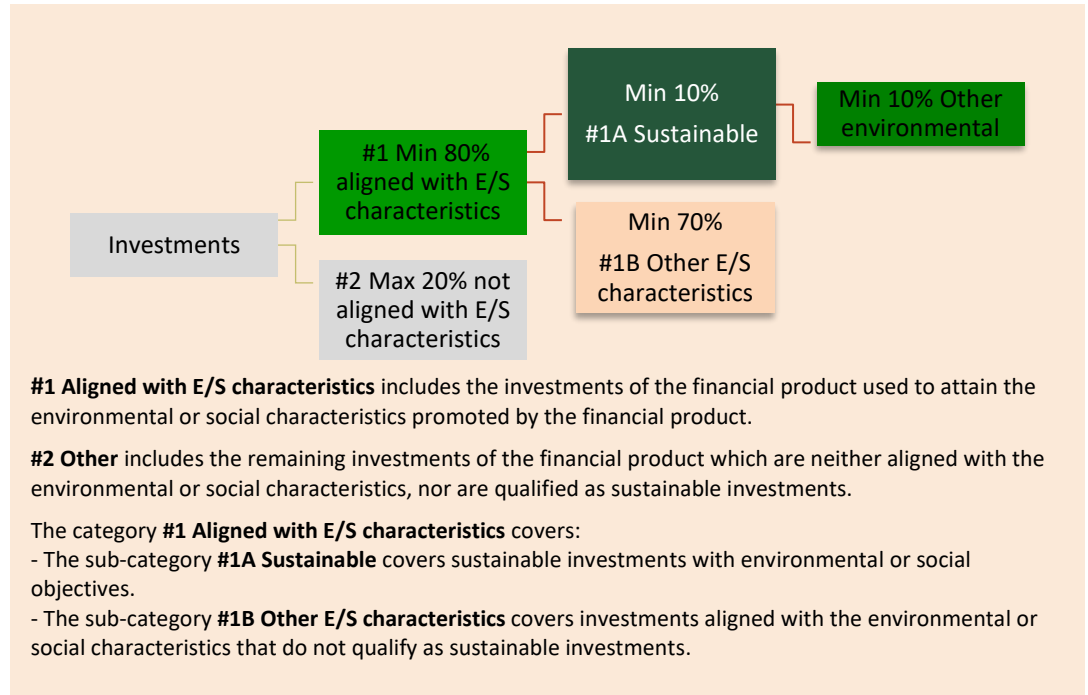 Investments
#1 Min 80%
aligned with E/S
characteristics
#2 Max 20% not
aligned with E/S
characteristics
Min 10%
#1A Sustainable
Min 70%
#1B Other E/S
characteristics
Min 10% Other
environmental
#1 Aligned with E/S characteristics includes the investments of the financial product used to attain the
environmental or social characteristics promoted by the financial product.
#2 Other includes the remaining investments of the financial product which are neither aligned with the
environmental or social characteristics, nor are qualified as sustainable investments.
The category #1 Aligned with E/S characteristics covers:
- The sub-category #1A Sustainable covers sustainable investments with environmental or social
objectives.
- The sub-category #1B Other E/S characteristics covers investments aligned with the environmental or
social characteristics that do not qualify as sustainable investments.